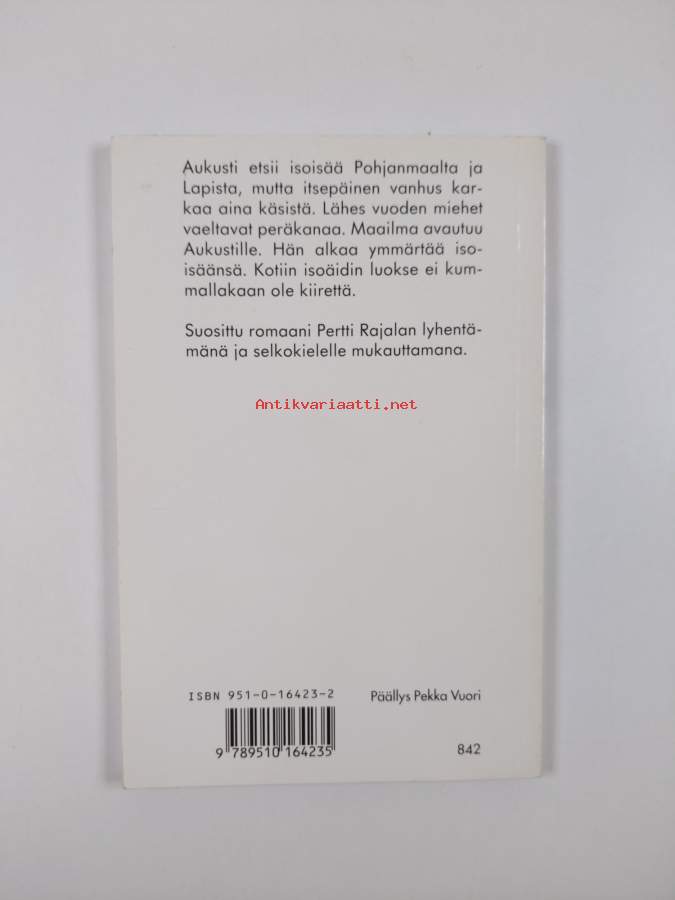 Aukusti etsii isoisää Pohjanmaalta ja
Lapista, mutta itsepäinen vanhus kar-
kaa aina käsistä. Lähes vuoden miehet
vaeltavat peräkanaa. Maailma avautuu
Aukustille. Hän alkaa ymmärtää iso-
isäänsä. Kotiin isoäidin luokse ei kum-
mallakaan ole kiirettä.
Suosittu romaani Pertti Rajalan lyhentä-
mänä ja selkokielelle mukauttamana.
Antikvariaatti.net
ISBN 951-0-16423-2
Päällys Pekka Vuori
9 789510 164235
842